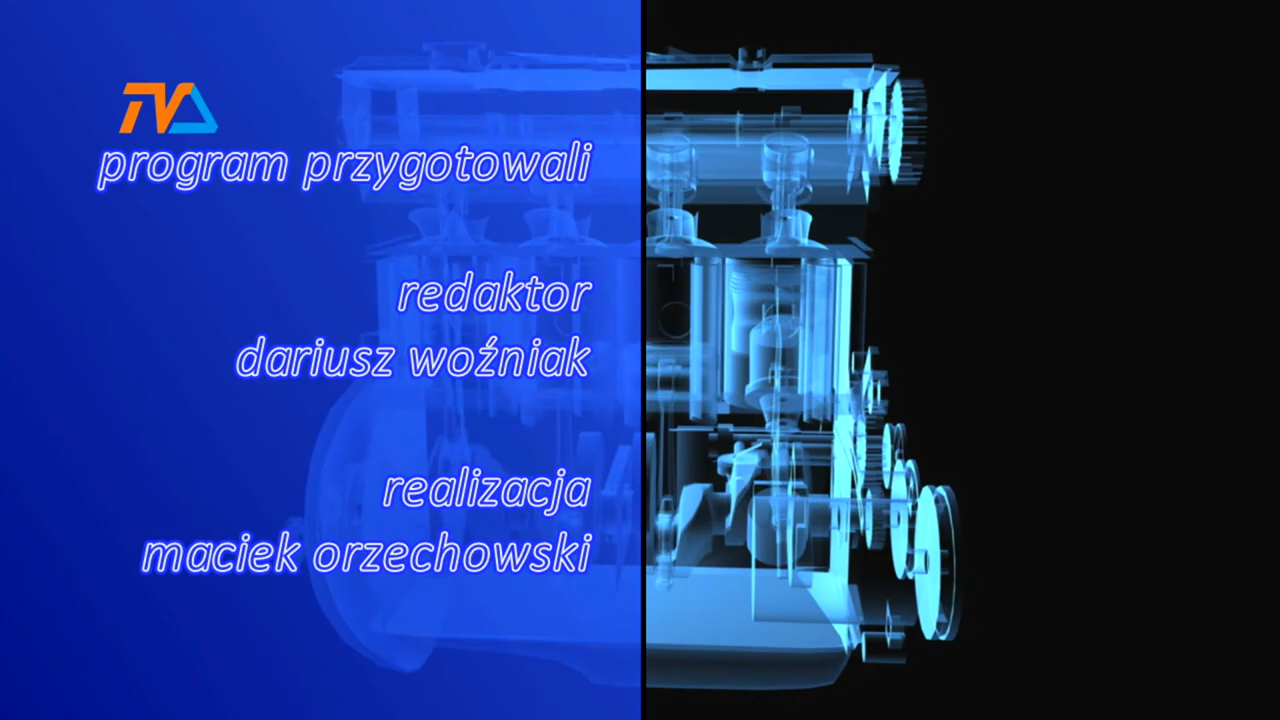 TVA
program przygotowali
redaktor
dariusz woźniak
realizacja
maciek orzechowski